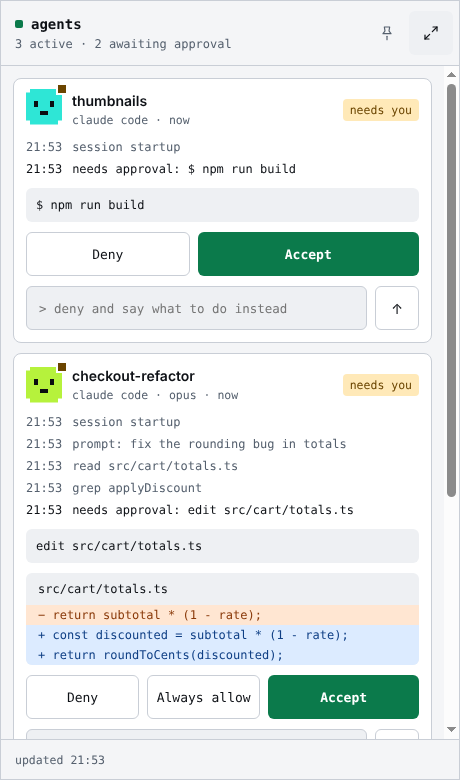 agents
3 active · 2 awaiting approval
thumbnails
claude code · now
needs you
21:53 session startup
21:53 needs approval: $ npm run build
$ npm run build
Deny
Accept
> deny and say what to do instead
↑
checkout-refactor
claude code · opus · now
needs you
21:53 session startup
21:53 prompt: fix the rounding bug in totals
21:53 read src/cart/totals.ts
21:53 grep applyDiscount
21:53 needs approval: edit src/cart/totals.ts
edit src/cart/totals.ts
src/cart/totals.ts
− return subtotal * (1 - rate);
+ const discounted = subtotal * (1 - rate);
+ return roundToCents(discounted);
Deny
Always allow
Accept
updated 21:53